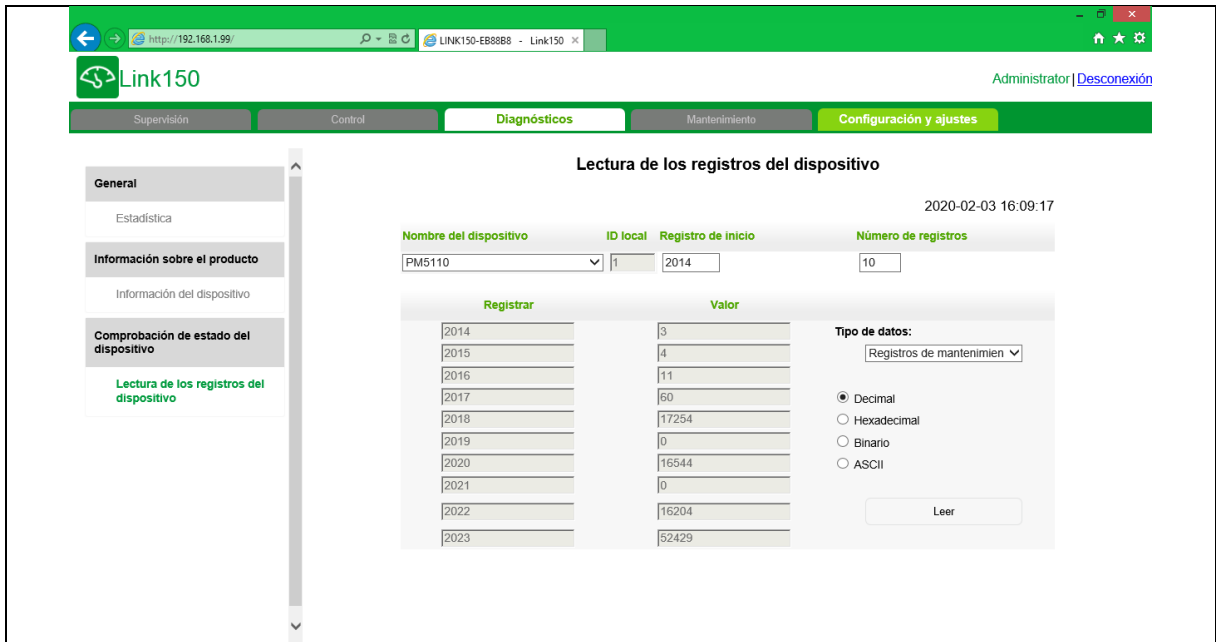 http://192.168.1.99/
LINK150-EB88B8 - Link150
Link150
Administrator | Desconexión
Supervisión
Control
Diagnósticos
Mantenimiento
Configuración y ajustes
General
Estadística
Información sobre el producto
Información del dispositivo
Comprobación de estado del
dispositivo
Lectura de los registros del
dispositivo
Lectura de los registros del dispositivo
2020-02-03 16:09:17
Nombre del dispositivo ID local Registro de inicio Número de registros
PM5110 1 2014 10
Registrar Valor
2014 3
2015 4
2016 11
2017 60
2018 17254
2019 0
2020 16544
2021 0
2022 16204
2023 52429
Tipo de datos:
Registros de mantenimien
Decimal
Hexadecimal
Binario
ASCII
Leer